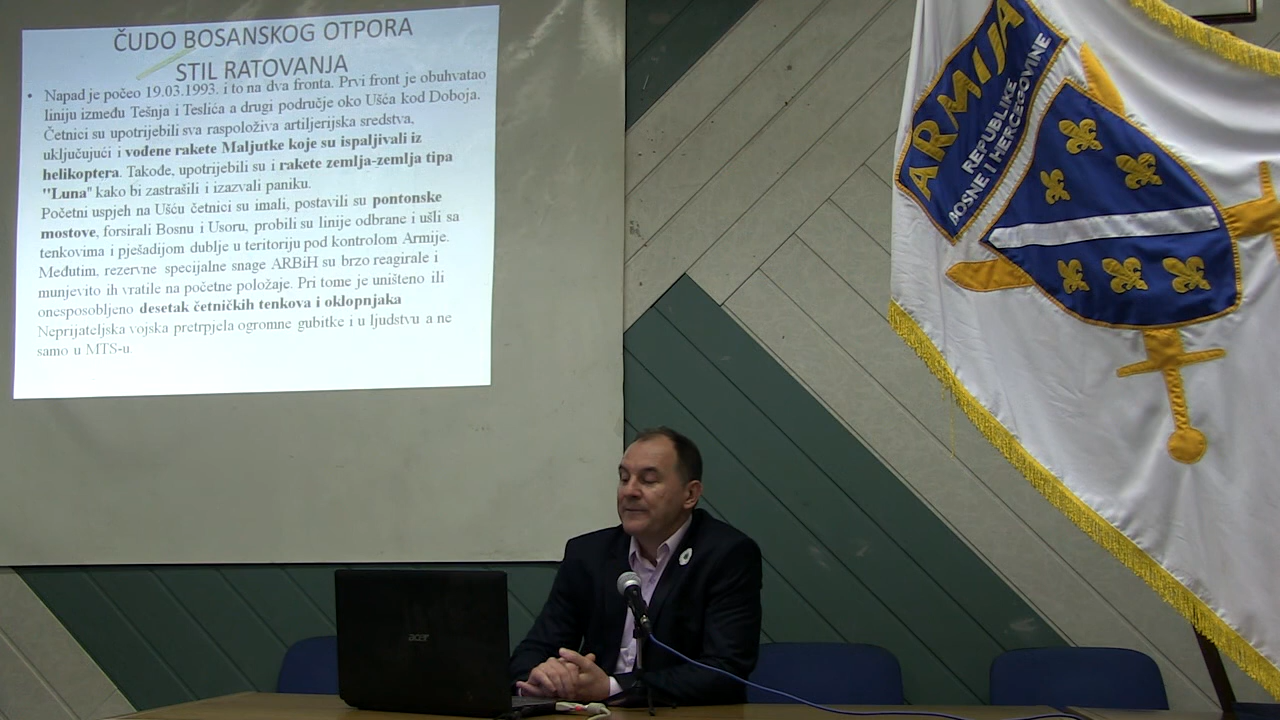 ČUDO BOSANSKOG OTPORA
STIL RATOVANJA
• Napad je počeo 19.03.1993. i to na dva fronta. Prvi front je obuhvatao
liniju između Tešnja i Teslića a drugi područje oko Ušća kod Doboja.
Četnici su upotrijebili sva raspoloživa artiljerijska sredstva,
uključujući i vođene rakete Maljutke koje su ispaljivali iz
helikoptera. Takođe, upotrijebili su i rakete zemlja-zemlja tipa
"Luna" kako bi zastrašili i izazvali paniku.
Početni uspjeh na Ušću četnici su imali, postavili su pontonske
mostove, forsirali Bosnu i Usoru, probili su linije odbrane i ušli sa
tenkovima i pješadijom dublje u teritoriju pod kontrolom Armije.
Međutim, rezervne specijalne snage ARBiH su brzo reagirale i
munjevito ih vratile na početne položaje. Pri tome je uništeno ili
onesposobljeno desetak četničkih tenkova i oklopnjaka
Neprijateljska vojska pretrpjela ogromne gubitke i u ljudstvu a ne
samo u MTS-u.
ARMIJA
REPUBLIKE
BOSNE I HERCEGOVINE
acer